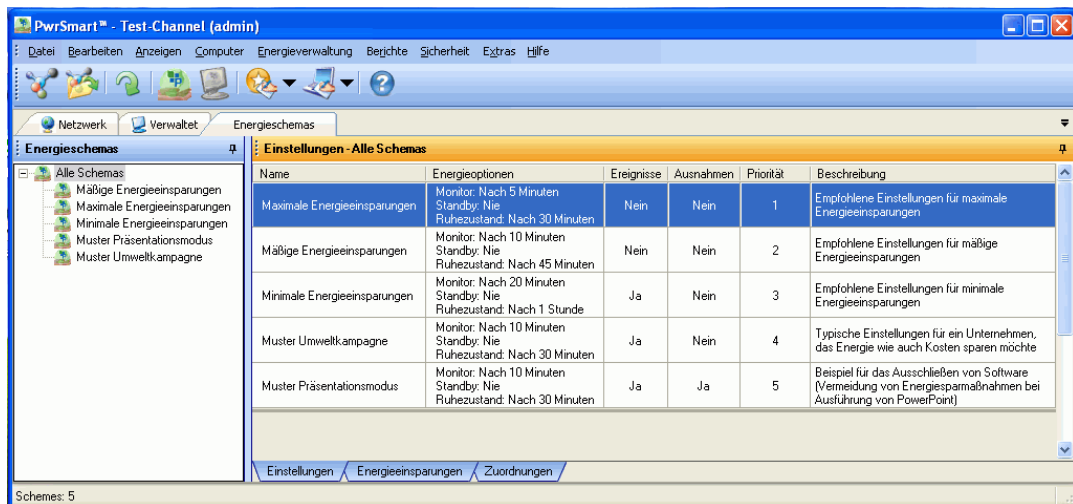 PwrSmart™ - Test-Channel (admin)
Datei Bearbeiten Anzeigen Computer Energieverwaltung Berichte Sicherheit Extras Hilfe
Netzwerk Verwaltet Energieschemas
Energieschemas
Alle Schemas
Mäßige Energieeinsparungen
Maximale Energieeinsparungen
Minimale Energieeinsparungen
Muster Präsentationsmodus
Muster Umweltkampagne
Einstellungen - Alle Schemas
Name Energieoptionen Ereignisse Ausnahmen Priorität Beschreibung
Maximale Energieeinsparungen
Monitor: Nach 5 Minuten
Standby: Nie
Ruhezustand: Nach 30 Minuten
Nein Nein 1
Empfohlene Einstellungen für maximale
Energieeinsparungen
Mäßige Energieeinsparungen
Monitor: Nach 10 Minuten
Standby: Nie
Ruhezustand: Nach 45 Minuten
Nein Nein 2
Empfohlene Einstellungen für mäßige
Energieeinsparungen
Minimale Energieeinsparungen
Monitor: Nach 20 Minuten
Standby: Nie
Ruhezustand: Nach 1 Stunde
Ja Nein 3
Empfohlene Einstellungen für minimale
Energieeinsparungen
Muster Umweltkampagne
Monitor: Nach 10 Minuten
Standby: Nie
Ruhezustand: Nach 30 Minuten
Ja Nein 4
Typische Einstellungen für ein Unternehmen,
das Energie wie auch Kosten sparen möchte
Muster Präsentationsmodus
Monitor: Nach 10 Minuten
Standby: Nie
Ruhezustand: Nach 30 Minuten
Ja Ja 5
Beispiel für das Ausschließen von Software
(Vermeidung von Energiesparmaßnahmen bei
Ausführung von PowerPoint)
Einstellungen Energieeinsparungen Zuordnungen
Schemes: 5